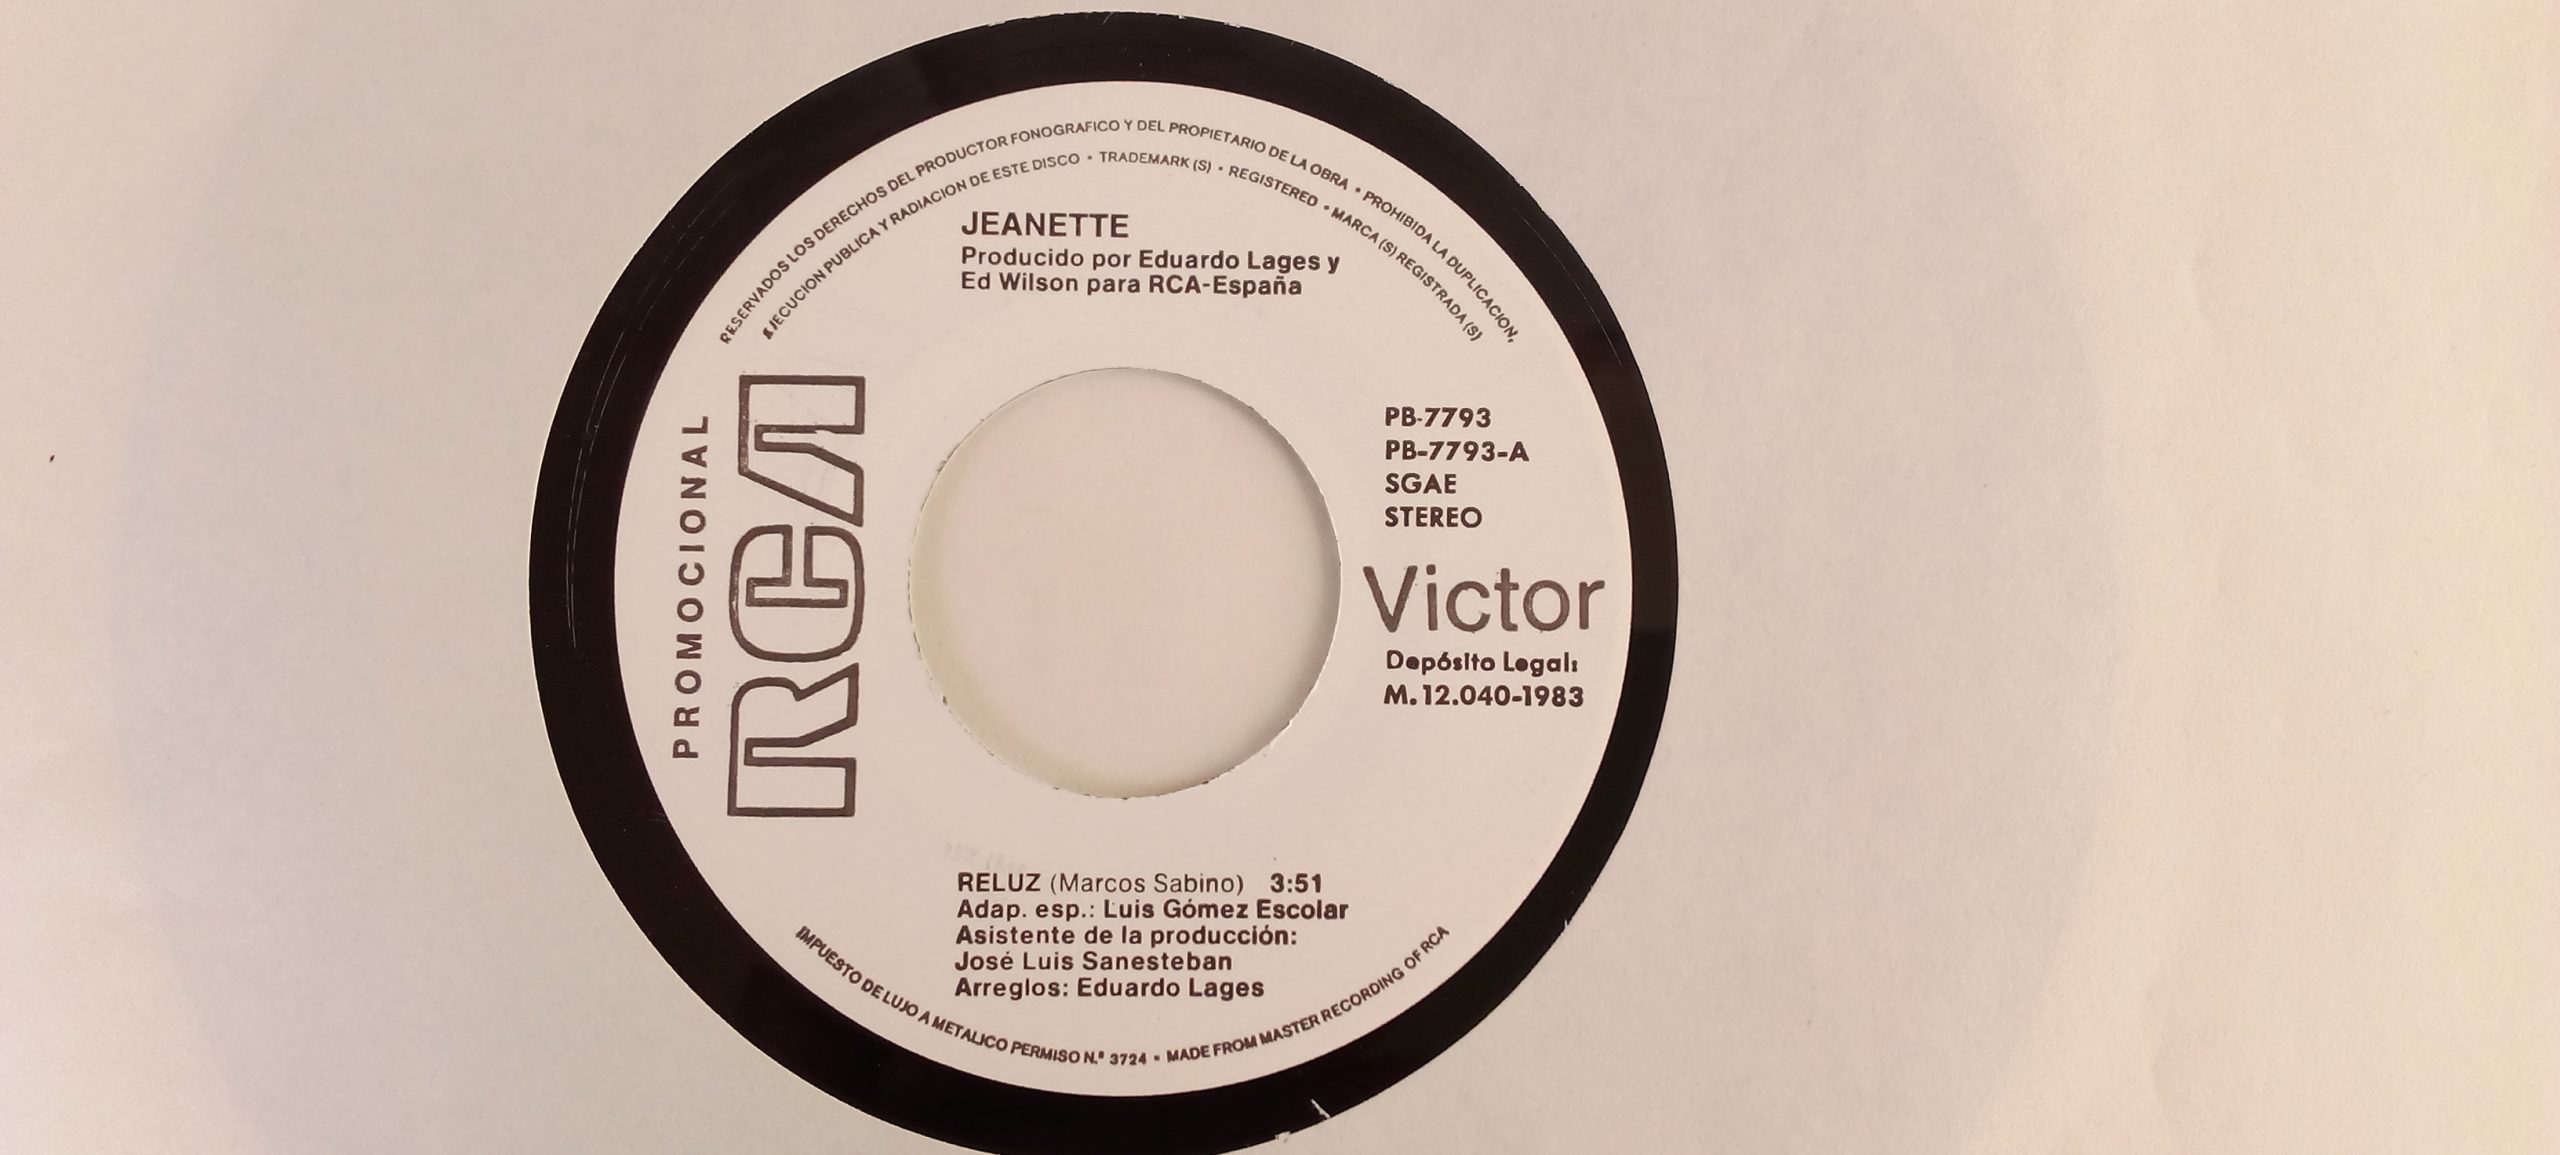 RESERVADOS LOS DERECHOS DEL PRODUCTOR FONOGRAFICO Y DEL PROPIETARIO DE LA OBRA • PROHIBIDA LA DUPLICACION,
EJECUCION PUBLICA Y RADIACION DE ESTE DISCO • TRADEMARK (S) • REGISTERED • MARCA (S) REGISTRADA (S)
JEANETTE
Producido por Eduardo Lages y
Ed Wilson para RCA-España
PROMOCIONAL
RCA
PB-7793
PB-7793-A
SGAE
STEREO
Victor
Depósito Legal:
M. 12.040-1983
RELUZ (Marcos Sabino) 3:51
Adap. esp.: Luis Gómez Escolar
Asistente de la producción:
José Luis Sanesteban
Arreglos: Eduardo Lages
IMPUESTO DE LUJO A METALICO PERMISO N.º 3724 • MADE FROM MASTER RECORDING OF RCA